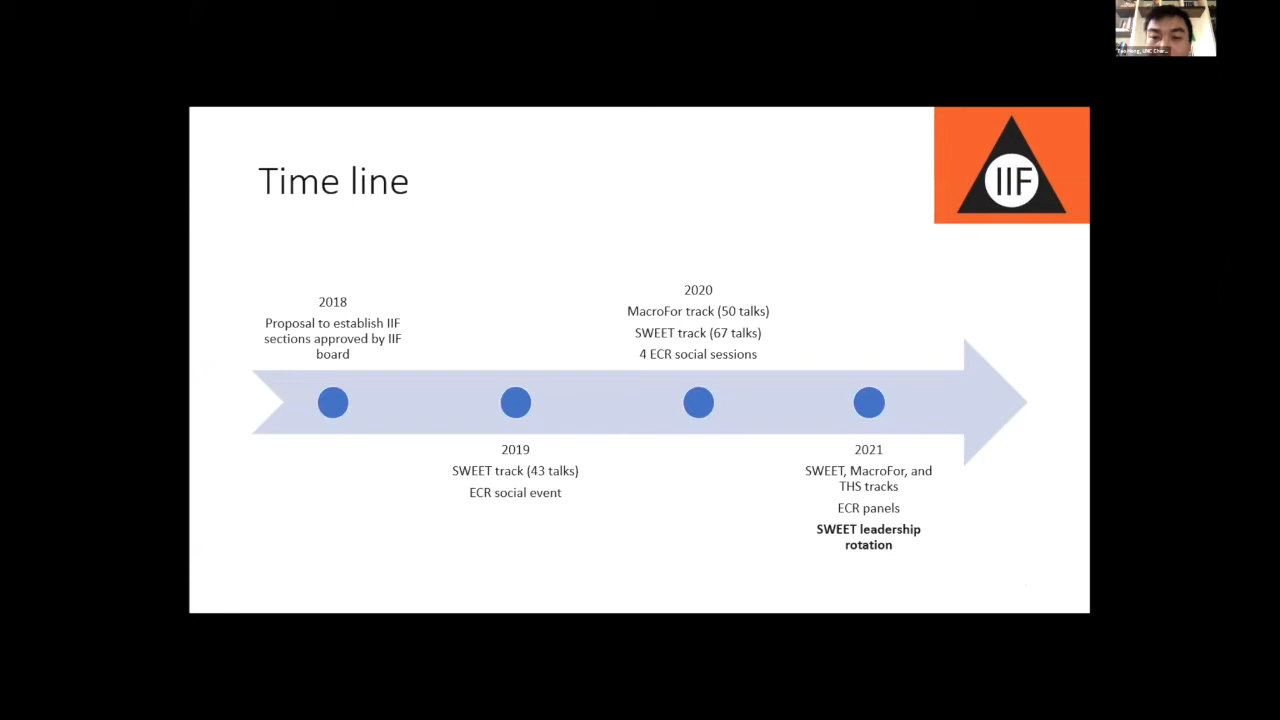 Time line
IIF
2018
Proposal to establish IIF
sections approved by IIF
board
2019
SWEET track (43 talks)
ECR social event
2020
MacroFor track (50 talks)
SWEET track (67 talks)
4 ECR social sessions
2021
SWEET, MacroFor, and
THS tracks
ECR panels
SWEET leadership
rotation